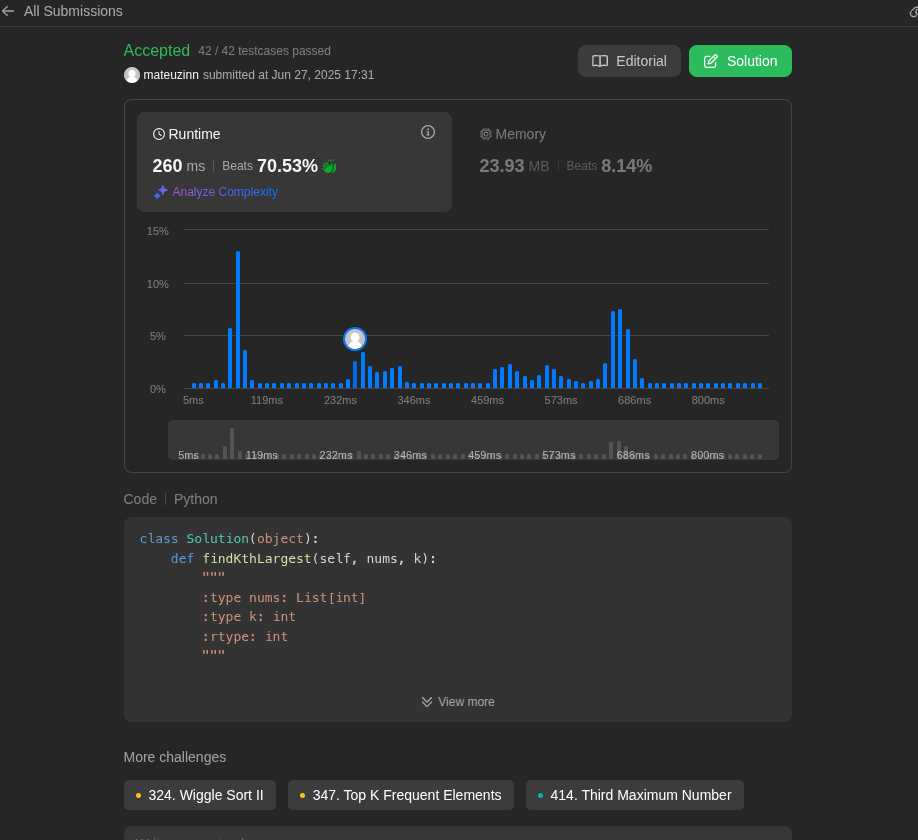 All Submissions
Accepted 42 / 42 testcases passed
mateuzinn submitted at Jun 27, 2025 17:31
Editorial
Solution
Runtime
260 ms | Beats 70.53%
Analyze Complexity
Memory
23.93 MB | Beats 8.14%
15%
10%
5%
0%
5ms 119ms 232ms 346ms 459ms 573ms 686ms 800ms
5ms 119ms 232ms 346ms 459ms 573ms 686ms 800ms
Code | Python
class Solution(object):
    def findKthLargest(self, nums, k):
        """
        :type nums: List[int]
        :type k: int
        :rtype: int
        """
View more
More challenges
324. Wiggle Sort II
347. Top K Frequent Elements
414. Third Maximum Number